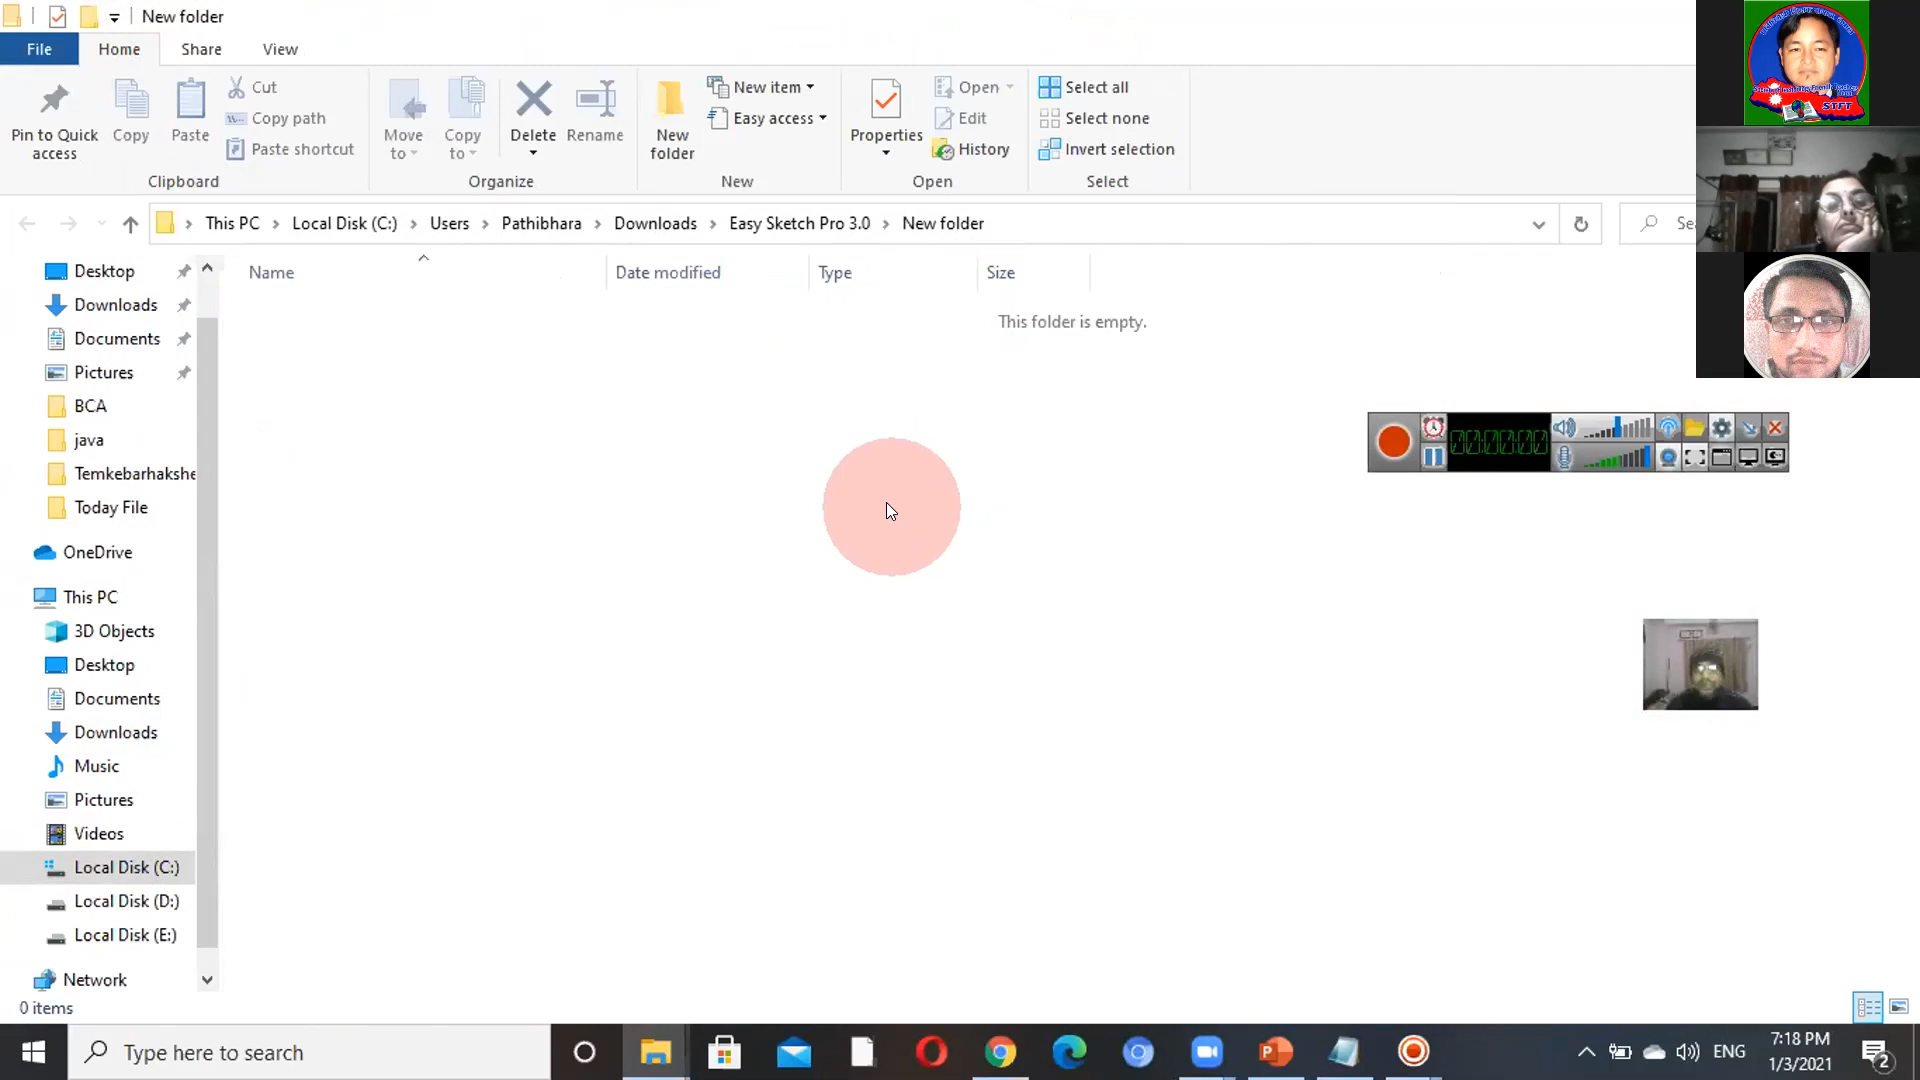 New folder
File Home Share View
Pin to Quick access
Copy
Paste
Cut
Copy path
Paste shortcut
Clipboard
Move to
Copy to
Delete
Rename
Organize
New folder
New item
Easy access
New
Properties
Open
Edit
History
Open
Select all
Select none
Invert selection
Select
This PC Local Disk (C:) Users Pathibhara Downloads Easy Sketch Pro 3.0 New folder
Name Date modified Type Size
This folder is empty.
Desktop
Downloads
Documents
Pictures
BCA
java
Temkebarhakshe
Today File
OneDrive
This PC
3D Objects
Desktop
Documents
Downloads
Music
Pictures
Videos
Local Disk (C:)
Local Disk (D:)
Local Disk (E:)
Network
0 items
STFT
00:00:00
Type here to search
ENG
7:18 PM
1/3/2021
2